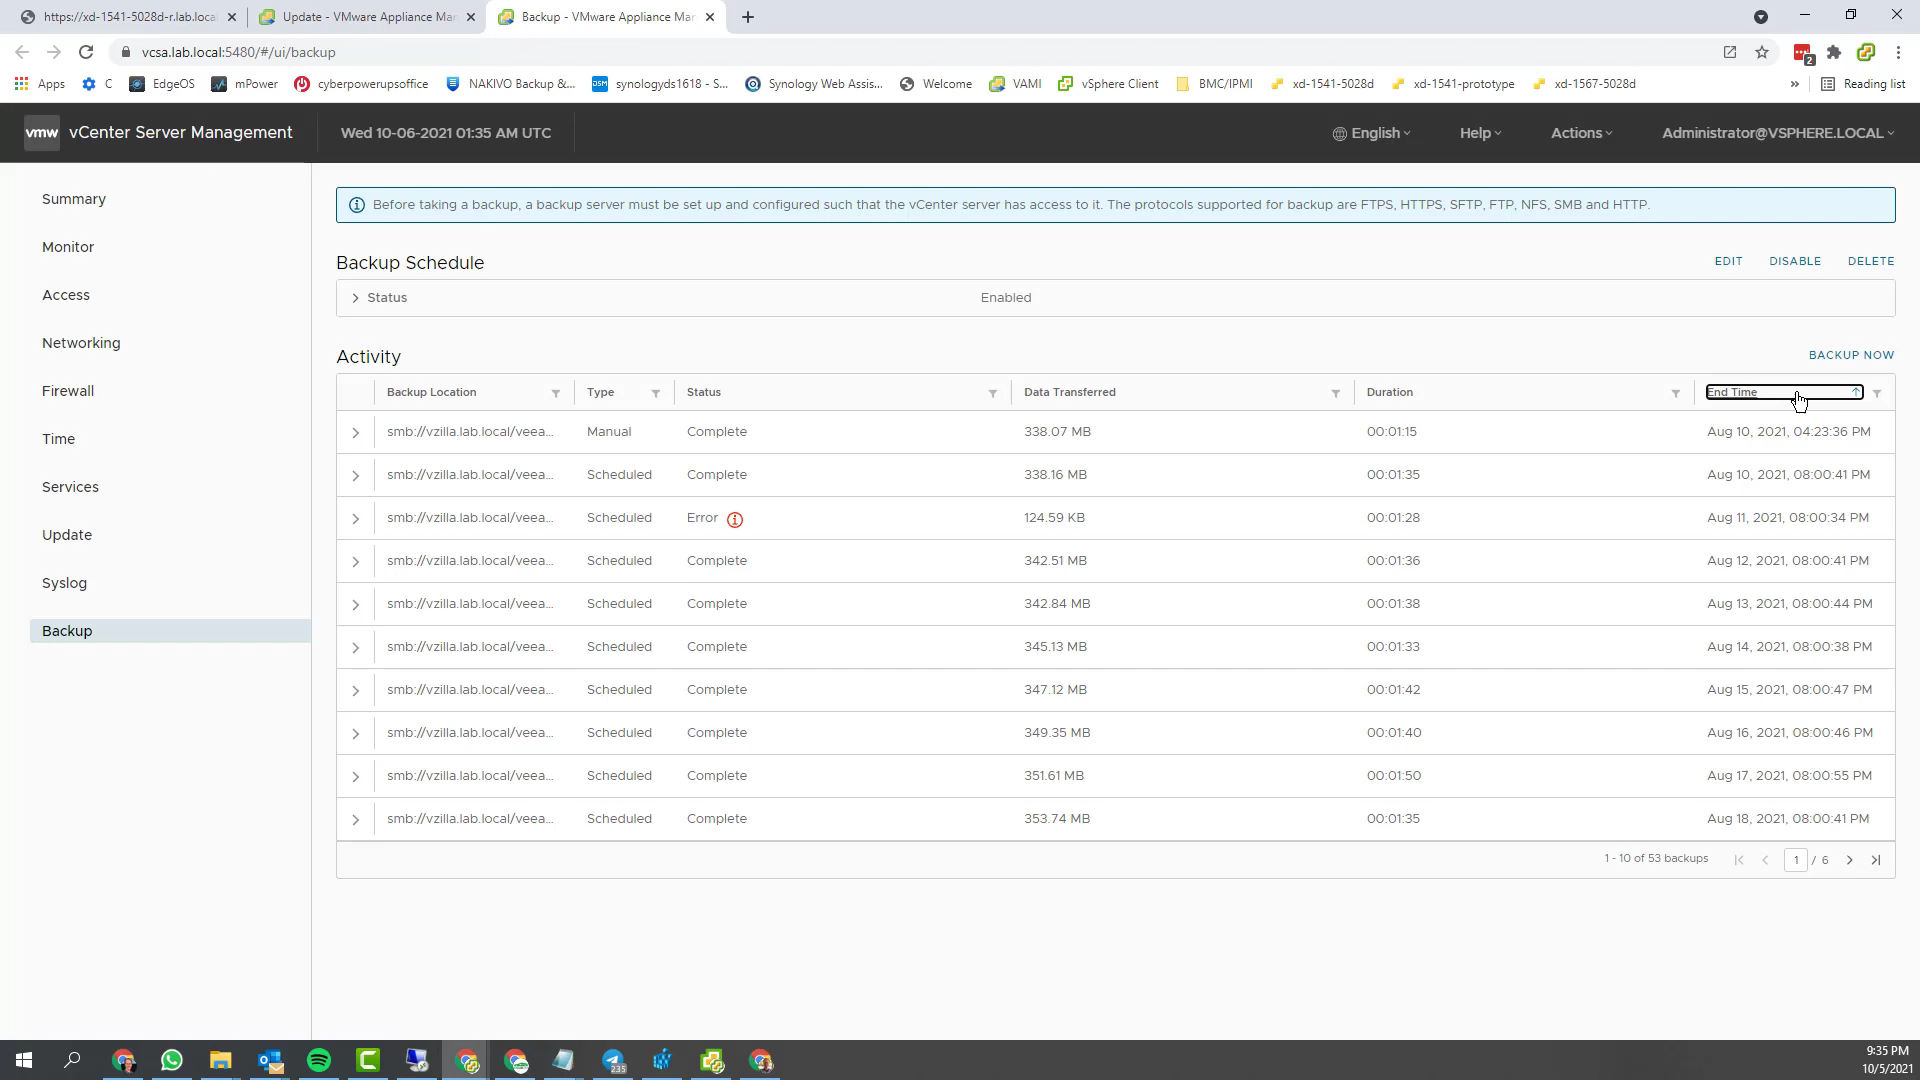 https://xd-1541-5028d-r.lab.loca
Update - VMware Appliance Mar
Backup - VMware Appliance Mar
vcsa.lab.local:5480/#/ui/backup
2
Apps
C
EdgeOS
mPower
cyberpowerupsoffice
NAKIVO Backup &...
DSM
synologyds1618 - S...
Synology Web Assis...
Welcome
VAMI
vSphere Client
BMC/IPMI
xd-1541-5028d
xd-1541-prototype
xd-1567-5028d
»
Reading list
vmw
vCenter Server Management
Wed 10-06-2021 01:35 AM UTC
English
Help
Actions
Administrator@VSPHERE.LOCAL
Summary
Monitor
Access
Networking
Firewall
Time
Services
Update
Syslog
Backup
Before taking a backup, a backup server must be set up and configured such that the vCenter server has access to it. The protocols supported for backup are FTPS, HTTPS, SFTP, FTP, NFS, SMB and HTTP.
Backup Schedule
EDIT DISABLE DELETE
Status Enabled
Activity
BACKUP NOW
Backup Location Type Status Data Transferred Duration End Time
smb://vzilla.lab.local/veea... Manual Complete 338.07 MB 00:01:15 Aug 10, 2021, 04:23:36 PM
smb://vzilla.lab.local/veea... Scheduled Complete 338.16 MB 00:01:35 Aug 10, 2021, 08:00:41 PM
smb://vzilla.lab.local/veea... Scheduled Error 124.59 KB 00:01:28 Aug 11, 2021, 08:00:34 PM
smb://vzilla.lab.local/veea... Scheduled Complete 342.51 MB 00:01:36 Aug 12, 2021, 08:00:41 PM
smb://vzilla.lab.local/veea... Scheduled Complete 342.84 MB 00:01:38 Aug 13, 2021, 08:00:44 PM
smb://vzilla.lab.local/veea... Scheduled Complete 345.13 MB 00:01:33 Aug 14, 2021, 08:00:38 PM
smb://vzilla.lab.local/veea... Scheduled Complete 347.12 MB 00:01:42 Aug 15, 2021, 08:00:47 PM
smb://vzilla.lab.local/veea... Scheduled Complete 349.35 MB 00:01:40 Aug 16, 2021, 08:00:46 PM
smb://vzilla.lab.local/veea... Scheduled Complete 351.61 MB 00:01:50 Aug 17, 2021, 08:00:55 PM
smb://vzilla.lab.local/veea... Scheduled Complete 353.74 MB 00:01:35 Aug 18, 2021, 08:00:41 PM
1 - 10 of 53 backups 1 / 6
235
9:35 PM
10/5/2021